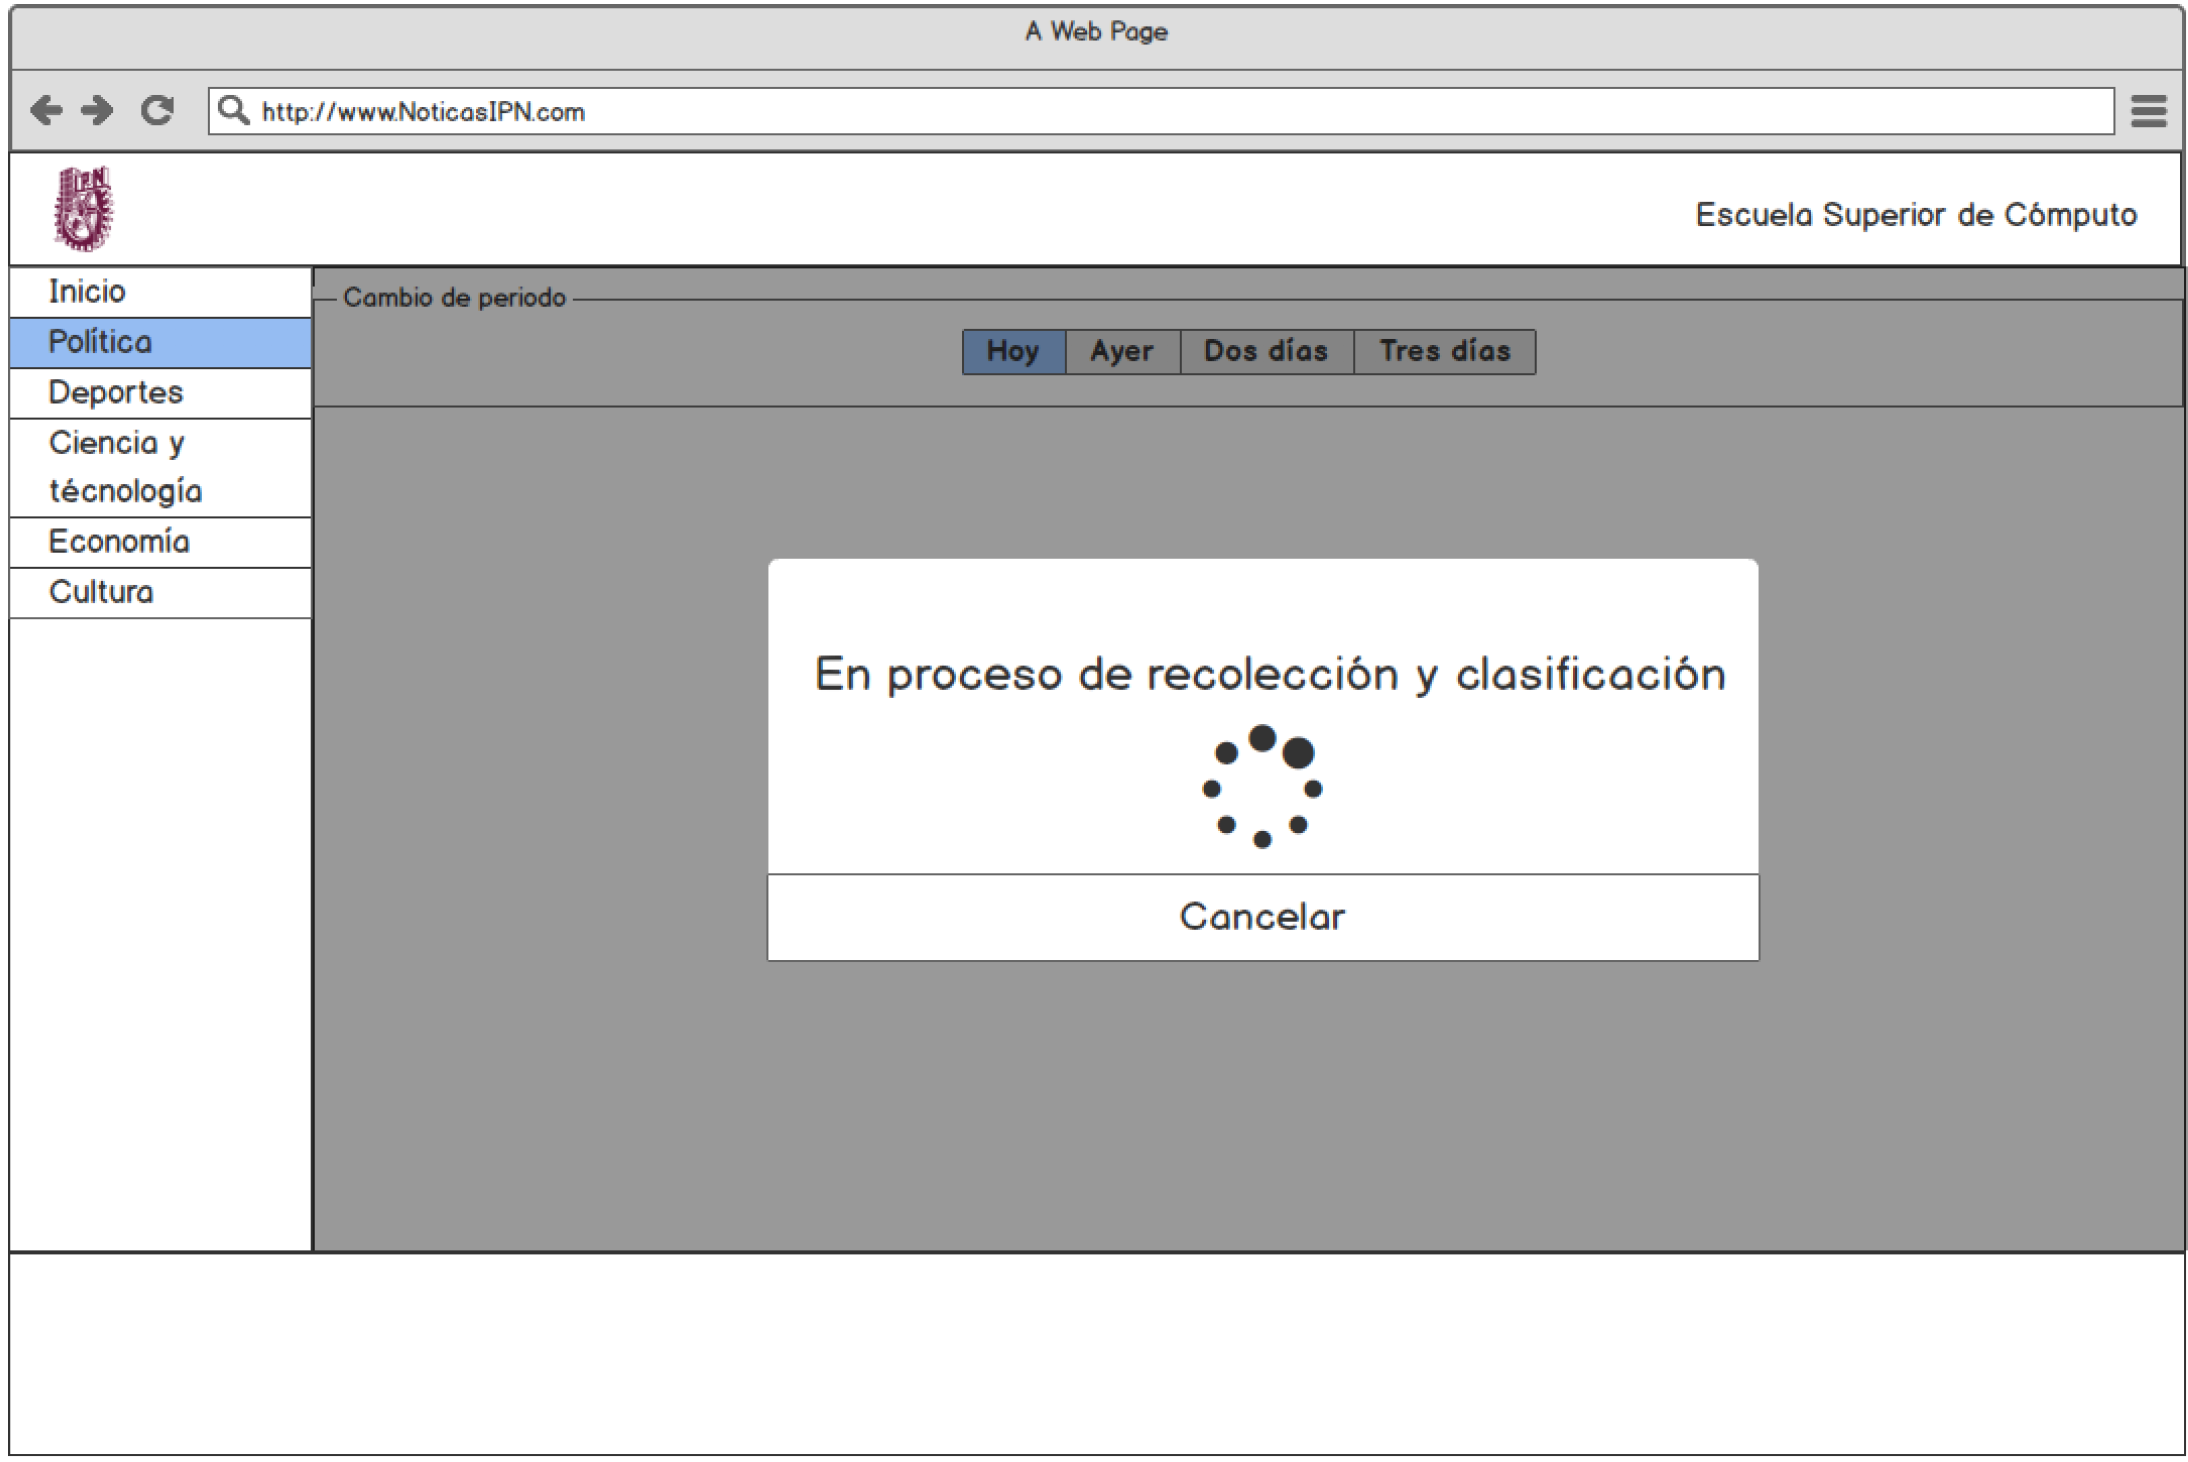 A Web Page
http://www.NoticasIPN.com
IPN
Escuela Superior de Cómputo
Inicio
Política
Deportes
Ciencia y
técnología
Economía
Cultura
Cambio de periodo
Hoy Ayer Dos días Tres días
En proceso de recolección y clasificación
Cancelar